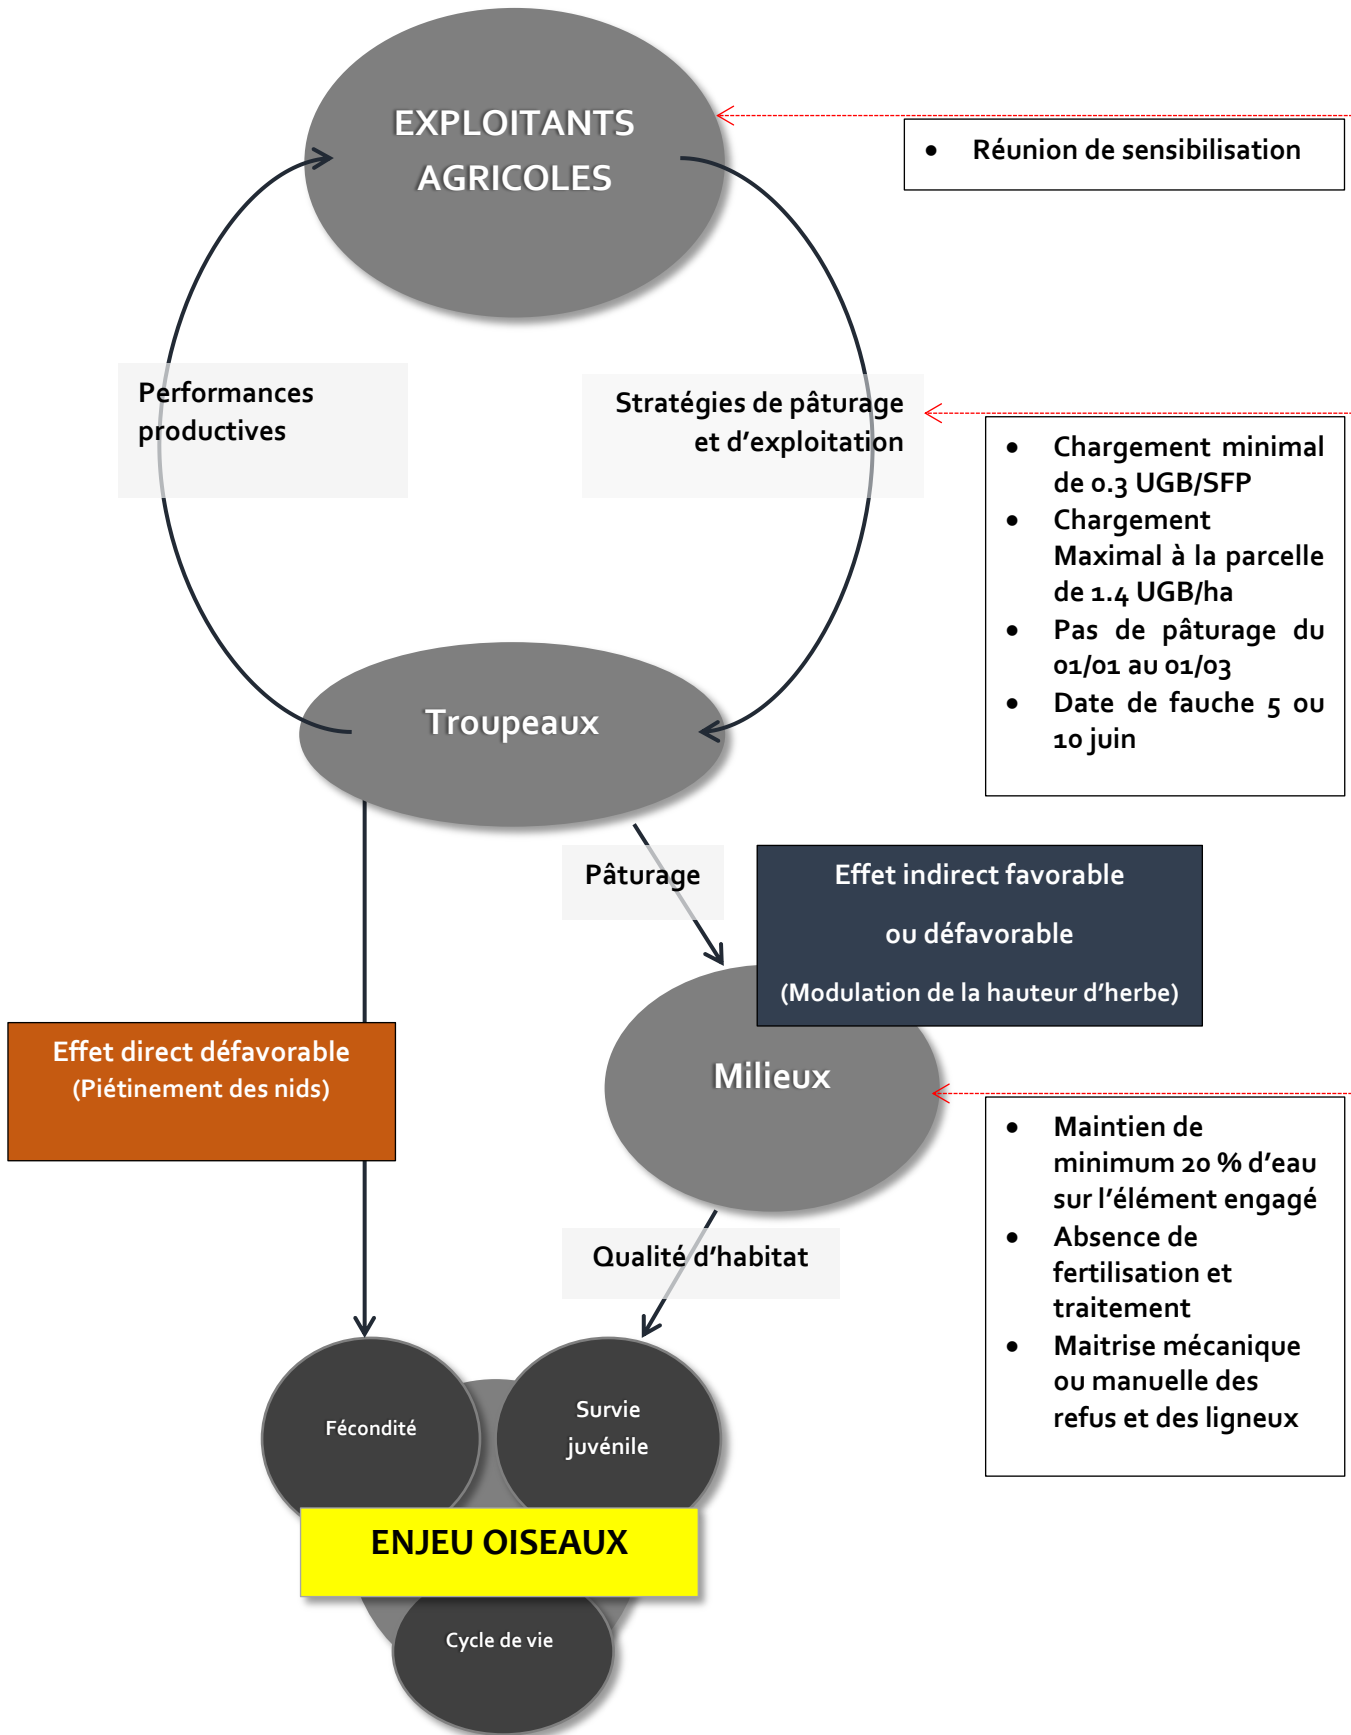 EXPLOITANTS
AGRICOLES
• Réunion de sensibilisation
Performances
productives
Stratégies de pâturage
et d’exploitation
• Chargement minimal
de 0.3 UGB/SFP
• Chargement
Maximal à la parcelle
de 1.4 UGB/ha
• Pas de pâturage du
01/01 au 01/03
• Date de fauche 5 ou
10 juin
Troupeaux
Pâturage
Effet indirect favorable
ou défavorable
(Modulation de la hauteur d’herbe)
Effet direct défavorable
(Piétinement des nids)
Milieux
• Maintien de
minimum 20 % d’eau
sur l’élément engagé
• Absence de
fertilisation et
traitement
• Maitrise mécanique
ou manuelle des
refus et des ligneux
Qualité d’habitat
Fécondité
Survie
juvénile
ENJEU OISEAUX
Cycle de vie